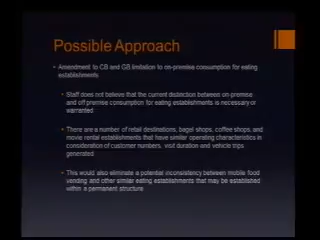 Possible Approach
Amendment to CB and GB limitation to on-premise consumption for eating
establishments
Staff does not believe that the current distinction between on-premise
and off premise consumption for eating establishments is necessary or
warranted
There are a number of retail destinations, bagel shops, coffee shops, and
movie rental establishments that have similar operating characteristics in
consideration of customer numbers, visit duration and vehicle trips
generated
This would also eliminate a potential inconsistency between mobile food
vending and other similar eating establishments that may be established
within a permanent structure